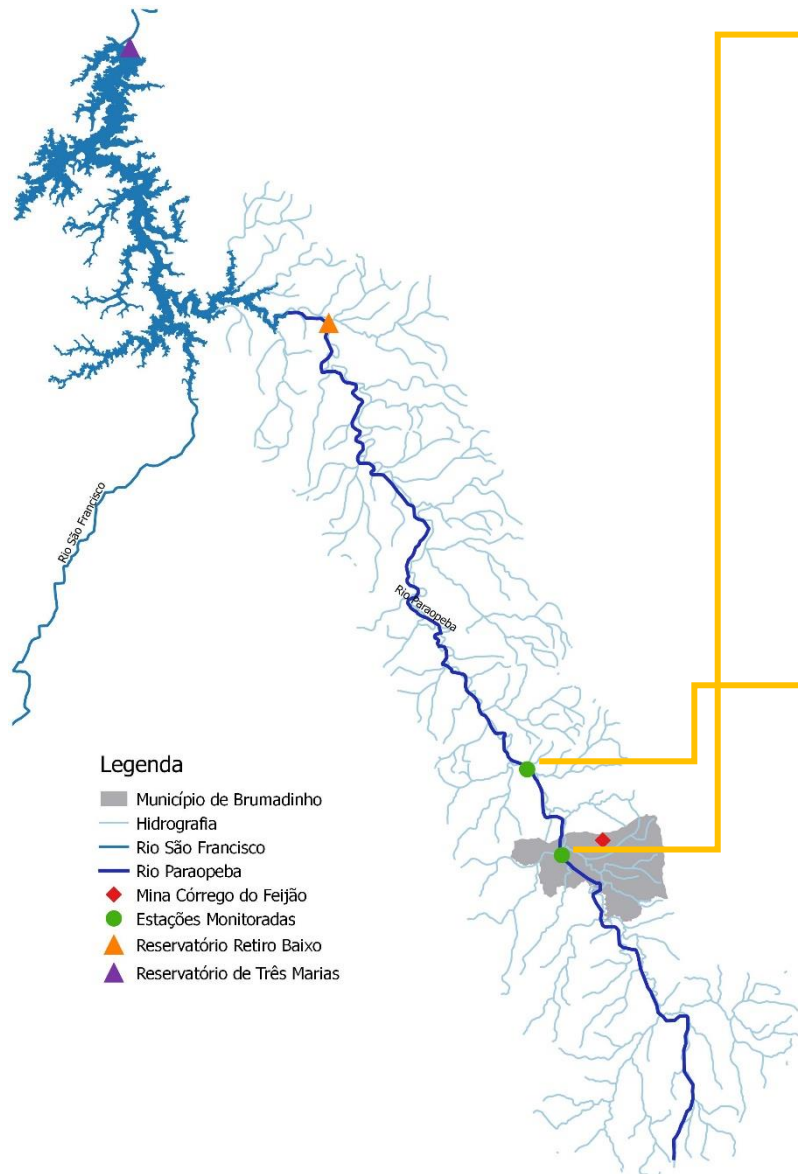 Rio São Francisco
Rio Paraopeba
Legenda
Município de Brumadinho
Hidrografia
Rio São Francisco
Rio Paraopeba
Mina Córrego do Feijão
Estações Monitoradas
Reservatório Retiro Baixo
Reservatório de Três Marias